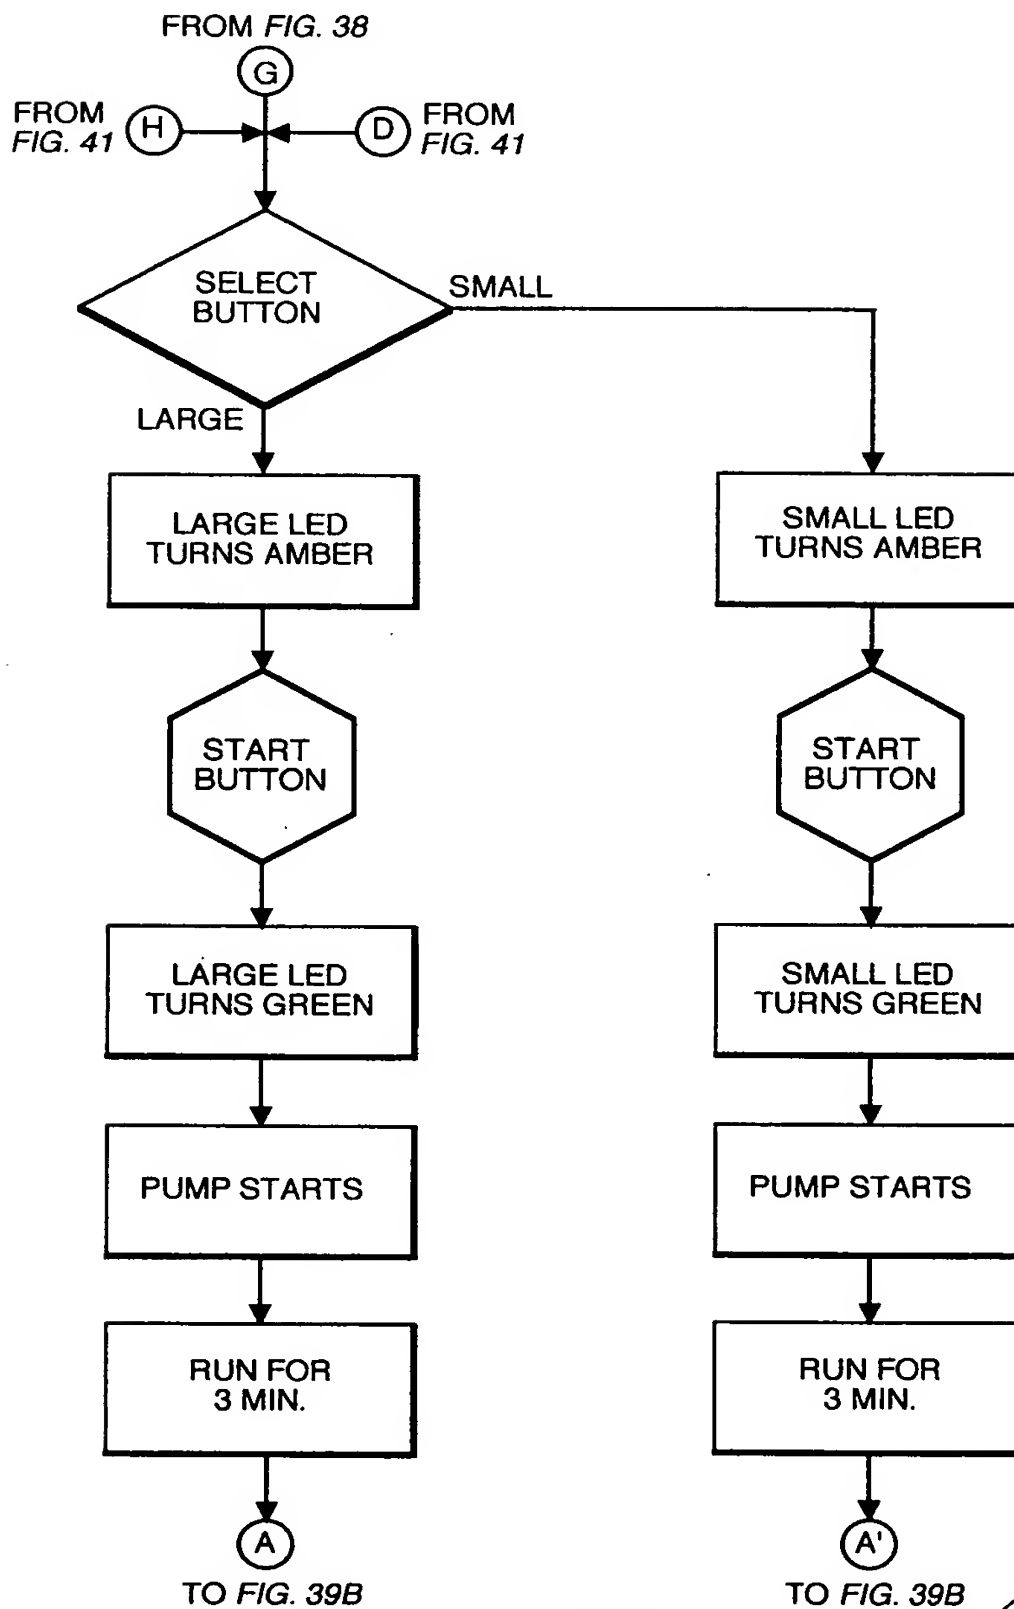 FROM FIG. 38
G
FROM
FIG. 41
H
D
FROM
FIG. 41
SELECT
BUTTON
SMALL
LARGE
LARGE LED
TURNS AMBER
SMALL LED
TURNS AMBER
START
BUTTON
START
BUTTON
LARGE LED
TURNS GREEN
SMALL LED
TURNS GREEN
PUMP STARTS
PUMP STARTS
RUN FOR
3 MIN.
RUN FOR
3 MIN.
A
TO FIG. 39B
A'
TO FIG. 39B